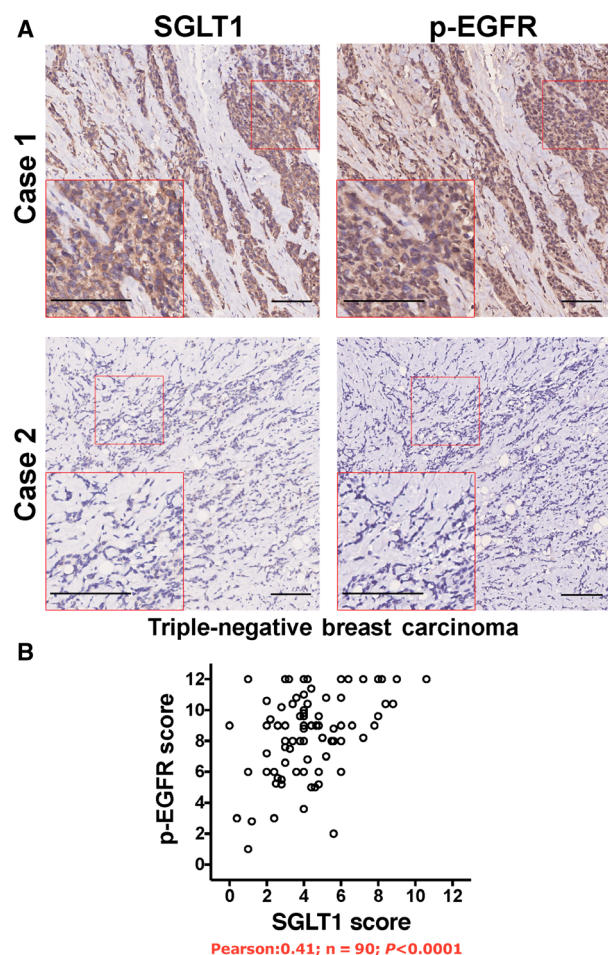 A
SGLT1
p-EGFR
Case 1
Case 2
Triple-negative breast carcinoma
B
p-EGFR score
12
10
8
6
4
2
0
0
2
4
6
8
10
12
SGLT1 score
Pearson:0.41; n = 90; P<0.0001